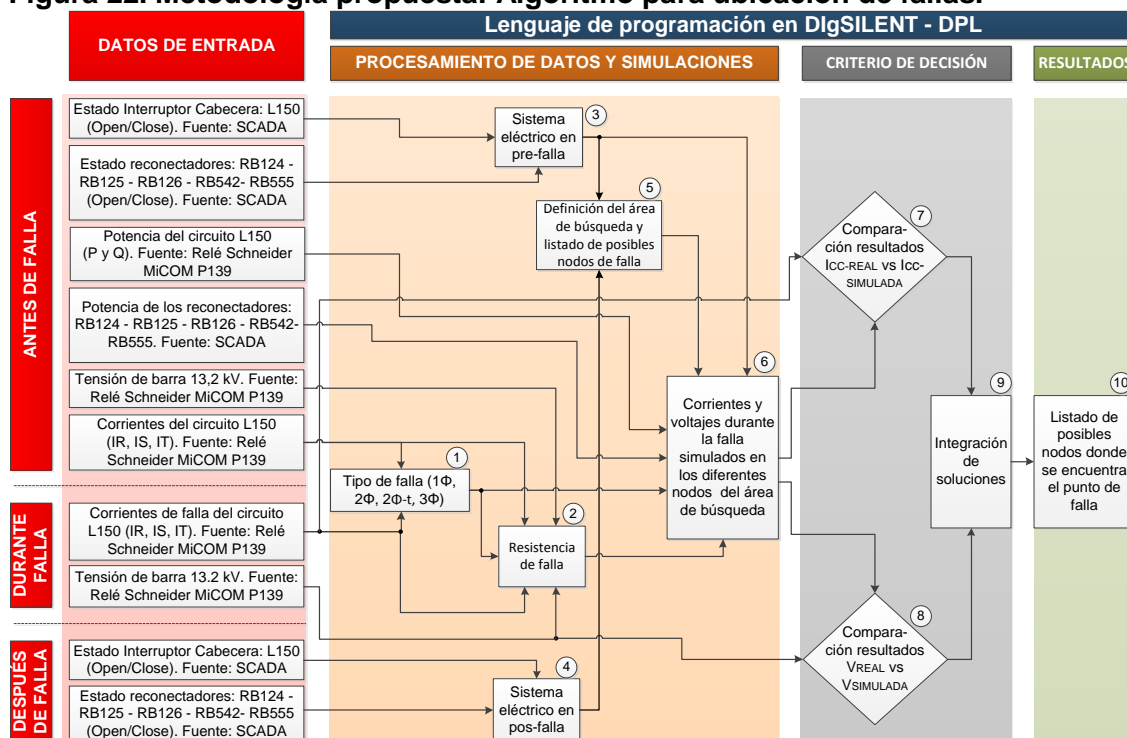 Figura 22. Metodología propuesta: Algoritmo para ubicación de fallas.
DATOS DE ENTRADA
Lenguaje de programación en DIgSILENT - DPL
PROCESAMIENTO DE DATOS Y SIMULACIONES
CRITERIO DE DECISIÓN
RESULTADOS
ANTES DE FALLA
Estado Interruptor Cabecera: L150
(Open/Close). Fuente: SCADA
Estado reconectadores: RB124 -
RB125 - RB126 - RB542- RB555
(Open/Close). Fuente: SCADA
Potencia del circuito L150
(P y Q). Fuente: Relé Schneider
MiCOM P139
Potencia de los reconectadores:
RB124 - RB125 - RB126 - RB542-
RB555. Fuente: SCADA
Tensión de barra 13,2 kV. Fuente:
Relé Schneider MiCOM P139
Corrientes del circuito L150
(IR, IS, IT). Fuente: Relé
Schneider MiCOM P139
DURANTE
FALLA
Corrientes de falla del circuito
L150 (IR, IS, IT). Fuente: Relé
Schneider MiCOM P139
Tensión de barra 13.2 kV. Fuente:
Relé Schneider MiCOM P139
DESPUÉS
DE FALLA
Estado Interruptor Cabecera: L150
(Open/Close). Fuente: SCADA
Estado reconectadores: RB124 -
RB125 - RB126 - RB542- RB555
(Open/Close). Fuente: SCADA
1
Tipo de falla (1Φ,
2Φ, 2Φ-t, 3Φ)
2
Resistencia
de falla
3
Sistema
eléctrico en
pre-falla
4
Sistema
eléctrico en
pos-falla
5
Definición del área
de búsqueda y
listado de posibles
nodos de falla
6
Corrientes y
voltajes durante
la falla
simulados en
los diferentes
nodos del área
de búsqueda
7
Compara-
ción resultados
ICC-REAL vs Icc-
SIMULADA
8
Compara-
ción resultados
VREAL vs
VSIMULADA
9
Integración
de
soluciones
10
Listado de
posibles
nodos donde
se encuentra
el punto de
falla